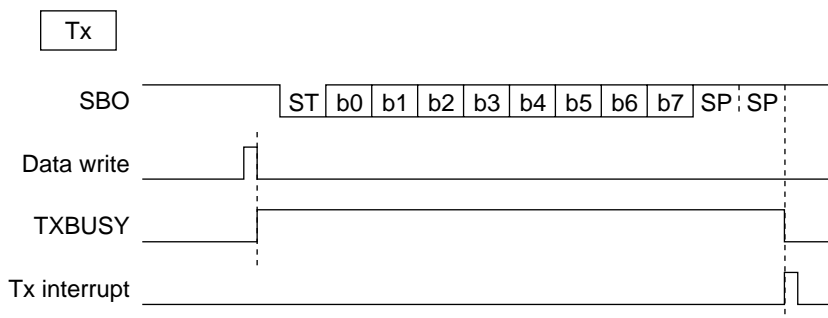 Tx
SBO ST b0 b1 b2 b3 b4 b5 b6 b7 SP SP
Data write
TXBUSY
Tx interrupt